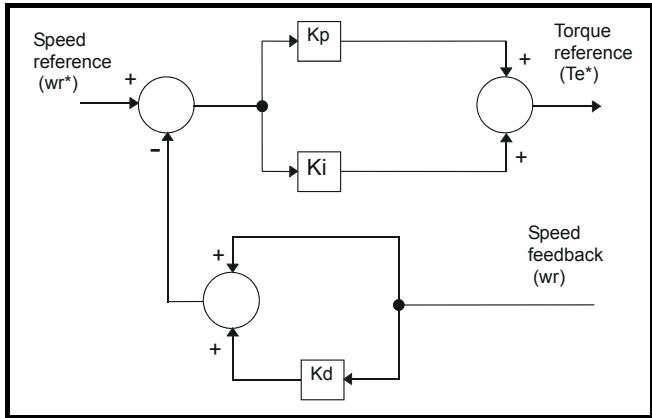 Speed
reference
(wr*)
+
-
Kp
Ki
+
+
Torque
reference
(Te*)
+
+
Kd
Speed
feedback
(wr)